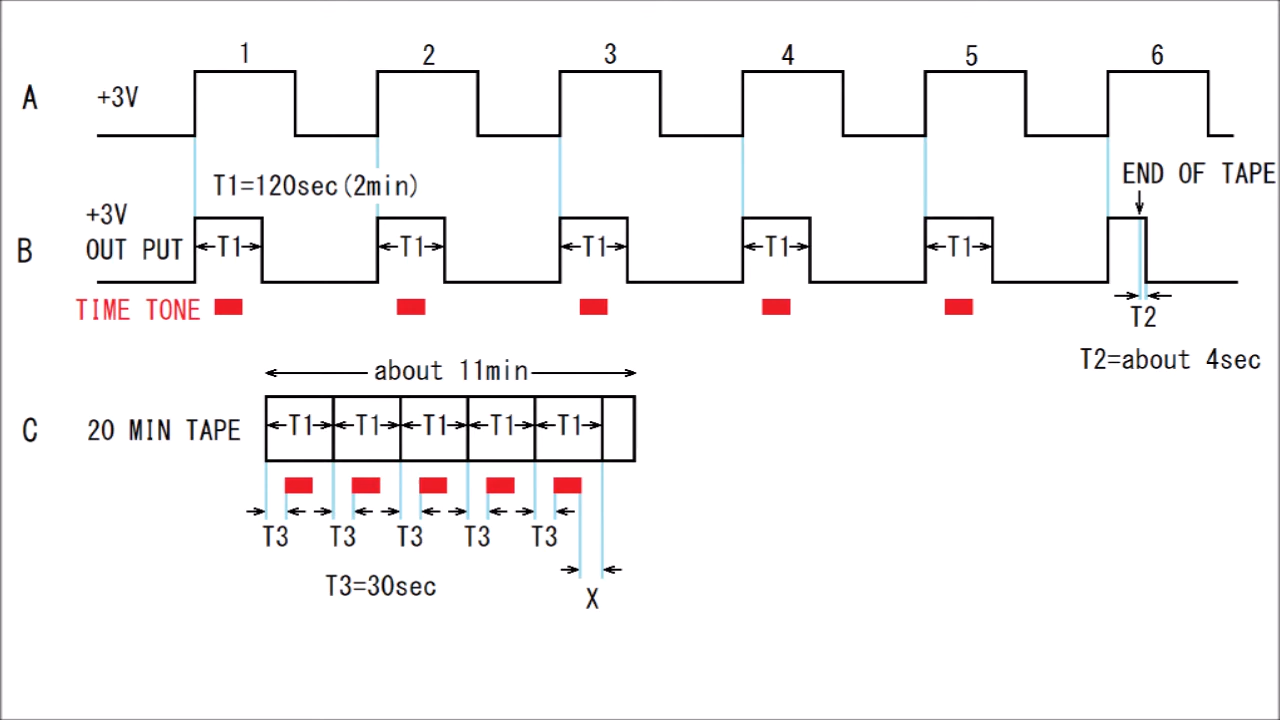 1 2 3 4 5 6
A +3V
END OF TAPE
T1=120sec(2min)
+3V
B OUT PUT T1 T1 T1 T1 T1
TIME TONE
T2
T2=about 4sec
about 11min
C 20 MIN TAPE T1 T1 T1 T1 T1
T3 T3 T3 T3 T3
T3=30sec
X